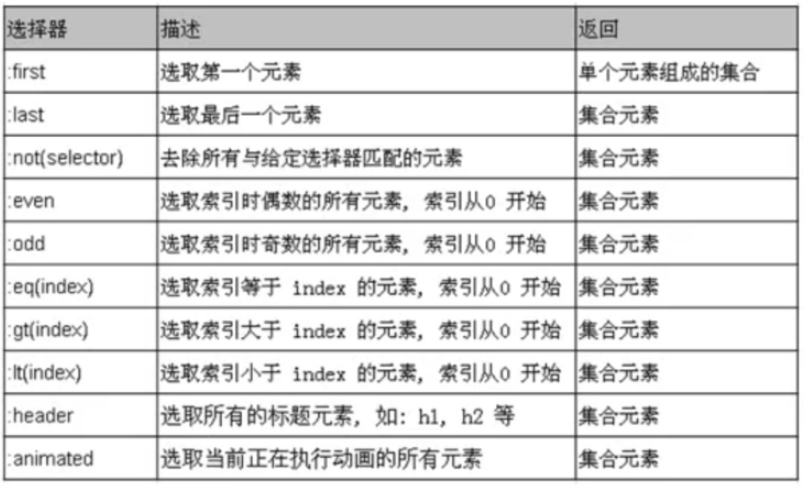 选择器 描述 返回
:first 选取第一个元素 单个元素组成的集合
:last 选取最后一个元素 集合元素
:not(selector) 去除所有与给定选择器匹配的元素 集合元素
:even 选取索引时偶数的所有元素, 索引从0 开始 集合元素
:odd 选取索引时奇数的所有元素, 索引从0 开始 集合元素
:eq(index) 选取索引等于 index 的元素, 索引从0 开始 集合元素
:gt(index) 选取索引大于 index 的元素, 索引从0 开始 集合元素
:lt(index) 选取索引小于 index 的元素, 索引从0 开始 集合元素
:header 选取所有的标题元素, 如: h1, h2 等 集合元素
:animated 选取当前正在执行动画的所有元素 集合元素